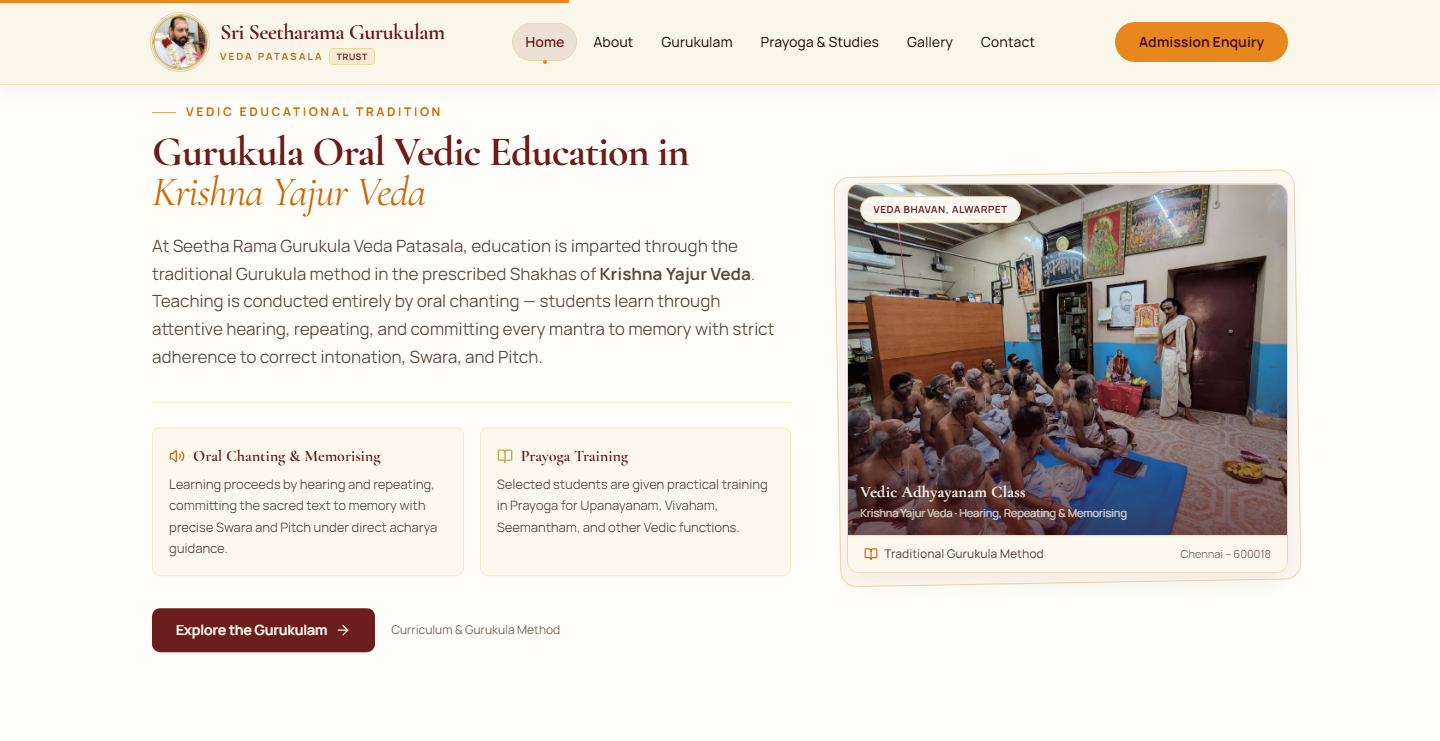 Sri Seetharama Gurukulam
VEDA PATASALA TRUST
Home About Gurukulam Prayoga & Studies Gallery Contact
Admission Enquiry
VEDIC EDUCATIONAL TRADITION
Gurukula Oral Vedic Education in
Krishna Yajur Veda
At Seetha Rama Gurukula Veda Patasala, education is imparted through the
traditional Gurukula method in the prescribed Shakhas of Krishna Yajur Veda.
Teaching is conducted entirely by oral chanting — students learn through
attentive hearing, repeating, and committing every mantra to memory with strict
adherence to correct intonation, Swara, and Pitch.
Oral Chanting & Memorising
Learning proceeds by hearing and repeating,
committing the sacred text to memory with
precise Swara and Pitch under direct acharya
guidance.
Prayoga Training
Selected students are given practical training
in Prayoga for Upanayanam, Vivaham,
Seemantham, and other Vedic functions.
Explore the Gurukulam
Curriculum & Gurukula Method
VEDA BHAVAN, ALWARPET
Vedic Adhyayanam Class
Krishna Yajur Veda · Hearing, Repeating & Memorising
Traditional Gurukula Method
Chennai – 600018